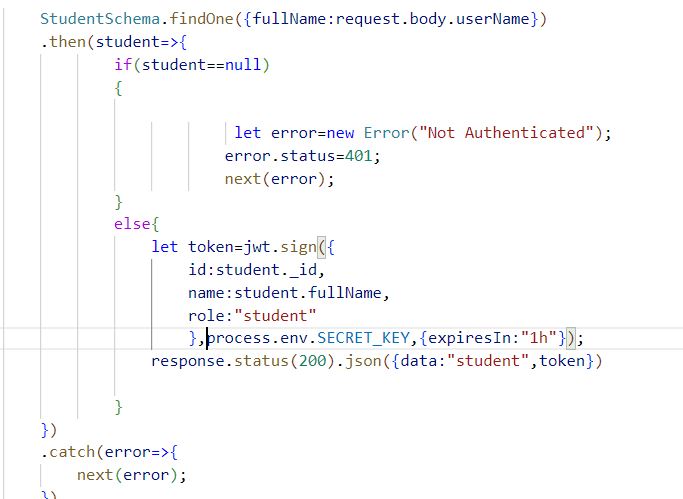 StudentSchema.findOne({fullName:request.body.userName})
.then(student=>{
if(student==null)
{
let error=new Error("Not Authenticated");
error.status=401;
next(error);
}
else{
let token=jwt.sign({
id:student._id,
name:student.fullName,
role:"student"
},process.env.SECRET_KEY,{expiresIn:"1h"});
response.status(200).json({data:"student",token})
}
})
.catch(error=>{
next(error);
})